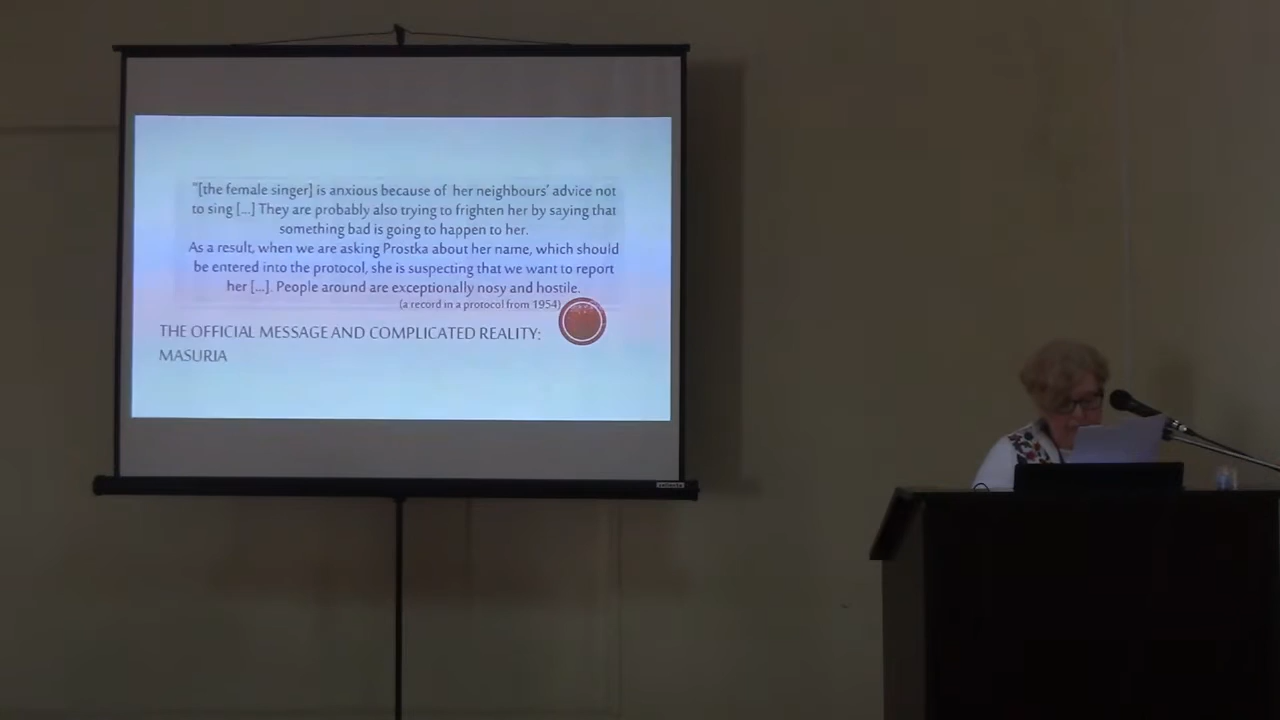 "[the female singer] is anxious because of her neighbours' advice not
to sing [...] They are probably also trying to frighten her by saying that
something bad is going to happen to her.
As a result, when we are asking Prostka about her name, which should
be entered into the protocol, she is suspecting that we want to report
her [...]. People around are exceptionally nosy and hostile.
(a record in a protocol from 1954)
THE OFFICIAL MESSAGE AND COMPLICATED REALITY:
MASURIA